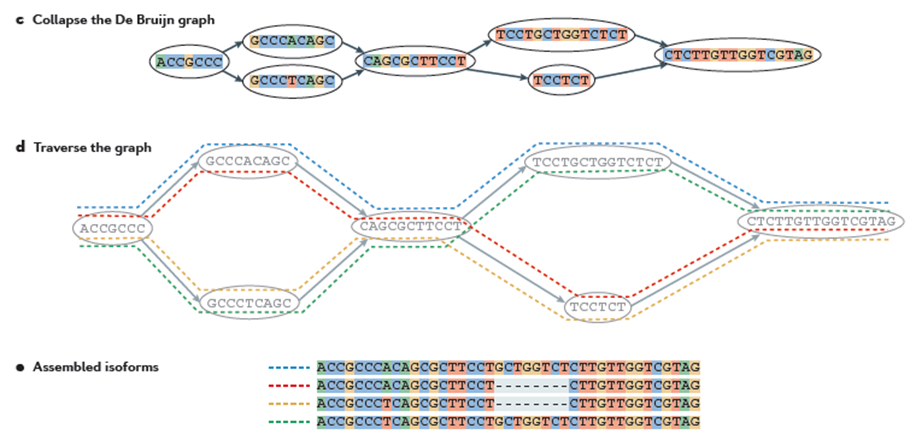 c Collapse the De Bruijn graph
ACCGCCC
GCCCACAGC
GCCCTCAGC
CAGCGCTTCCT
TCCTGCTGGTCTCT
TCCTCT
CTCTTGTTGGTCGTAG
d Traverse the graph
ACCGCCC
GCCCACAGC
GCCCTCAGC
CAGCGCTTCCT
TCCTGCTGGTCTCT
TCCTCT
CTCTTGTTGGTCGTAG
e Assembled isoforms
ACCGCCCACAGCGCTTCCTGCTGGTCTCTTGTTGGTCGTAG
ACCGCCCACAGCGCTTCCT--------CTTGTTGGTCGTAG
ACCGCCCTCAGCGCTTCCT--------CTTGTTGGTCGTAG
ACCGCCCTCAGCGCTTCCTGCTGGTCTCTTGTTGGTCGTAG